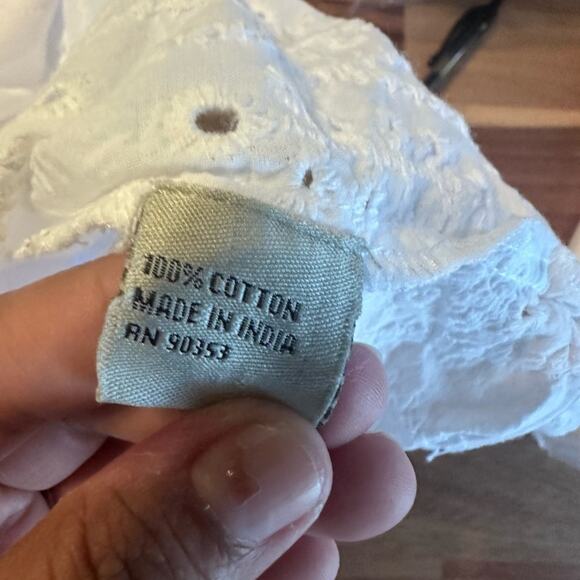 100% COTTON
MADE IN INDIA
RN 90353